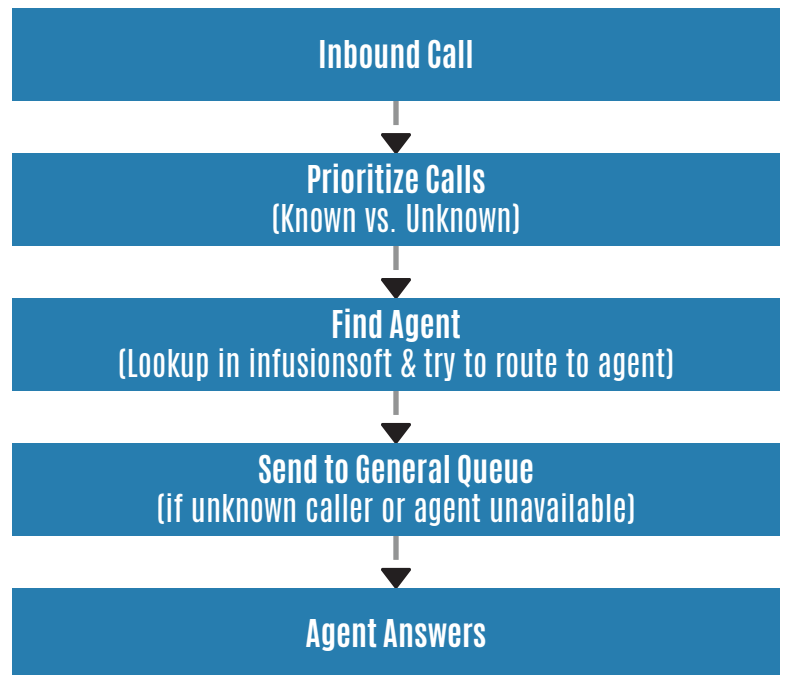 Inbound Call
Prioritize Calls
(Known vs. Unknown)
Find Agent
(Lookup in infusionsoft & try to route to agent)
Send to General Queue
(if unknown caller or agent unavailable)
Agent Answers